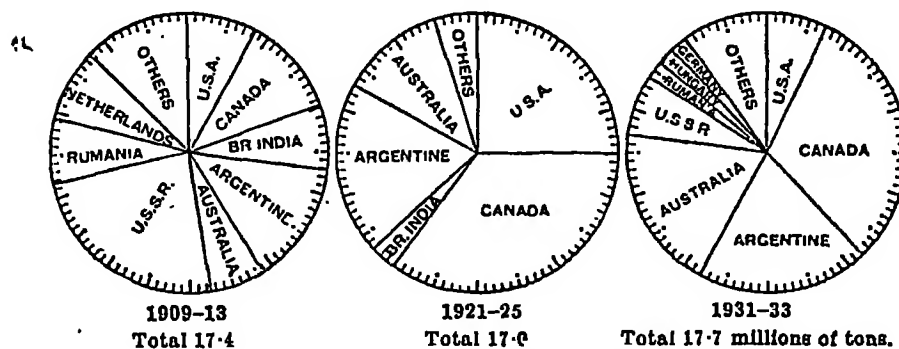 OTHERS
U.S.A.
CANADA
BR INDIA
ARGENTINE
AUSTRALIA
U.S.S.R.
RUMANIA
NETHERLANDS
1909-13
Total 17·4
OTHERS
U.S.A.
CANADA
BR. INDIA
ARGENTINE
AUSTRALIA
1921-25
Total
OTHERS
U.S.A.
CANADA
ARGENTINE
AUSTRALIA
U.S S R
RUMANIA
HUNGARY
GERMANY
1931-33
Total 17·7 millions of tons.